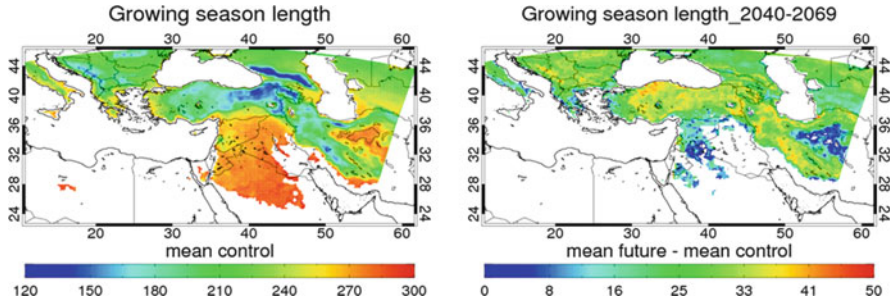 Growing season length
20 30 40 50 60
44 40 36 32 28 24
44 40 36 32 28 24
20 30 40 50 60
mean control
120 150 180 210 240 270 300
Growing season length_2040-2069
20 30 40 50 60
44 40 36 32 28 24
44 40 36 32 28 24
20 30 40 50 60
mean future - mean control
0 8 16 25 33 41 50